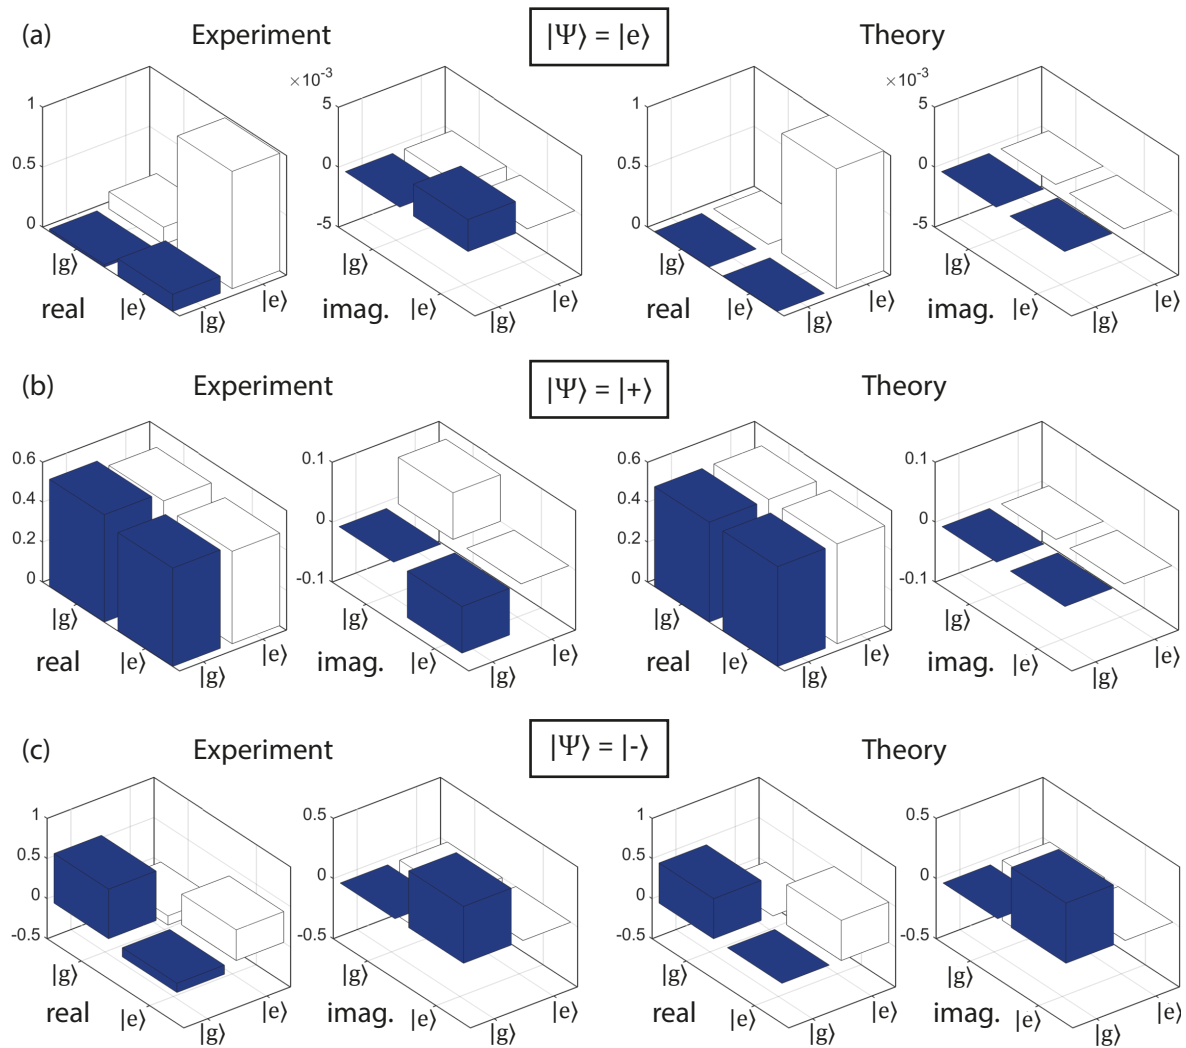 (a) Experiment |Ψ⟩ = |e⟩ Theory
×10⁻³ ×10⁻³
1 5 1 5
0.5 0 0.5 0
0 -5 0 -5
|g⟩ |g⟩ |g⟩ |g⟩
real |e⟩ |g⟩ |e⟩ imag. |e⟩ |g⟩ |e⟩ real |e⟩ |g⟩ |e⟩ imag. |e⟩ |g⟩ |e⟩
(b) Experiment |Ψ⟩ = |+⟩ Theory
0.6 0.1 0.6 0.1
0.4 0.4
0 0
0.2 0.2
0 -0.1 0 -0.1
|g⟩ |g⟩ |g⟩ |g⟩
real |e⟩ |g⟩ |e⟩ imag. |e⟩ |g⟩ |e⟩ real |e⟩ |g⟩ |e⟩ imag. |e⟩ |g⟩ |e⟩
(c) Experiment |Ψ⟩ = |-⟩ Theory
1 0.5 1 0.5
0.5 0.5
0 0 0 0
-0.5 -0.5 -0.5 -0.5
|g⟩ |g⟩ |g⟩ |g⟩
real |e⟩ |g⟩ |e⟩ imag. |e⟩ |g⟩ |e⟩ real |e⟩ |g⟩ |e⟩ imag. |e⟩ |g⟩ |e⟩